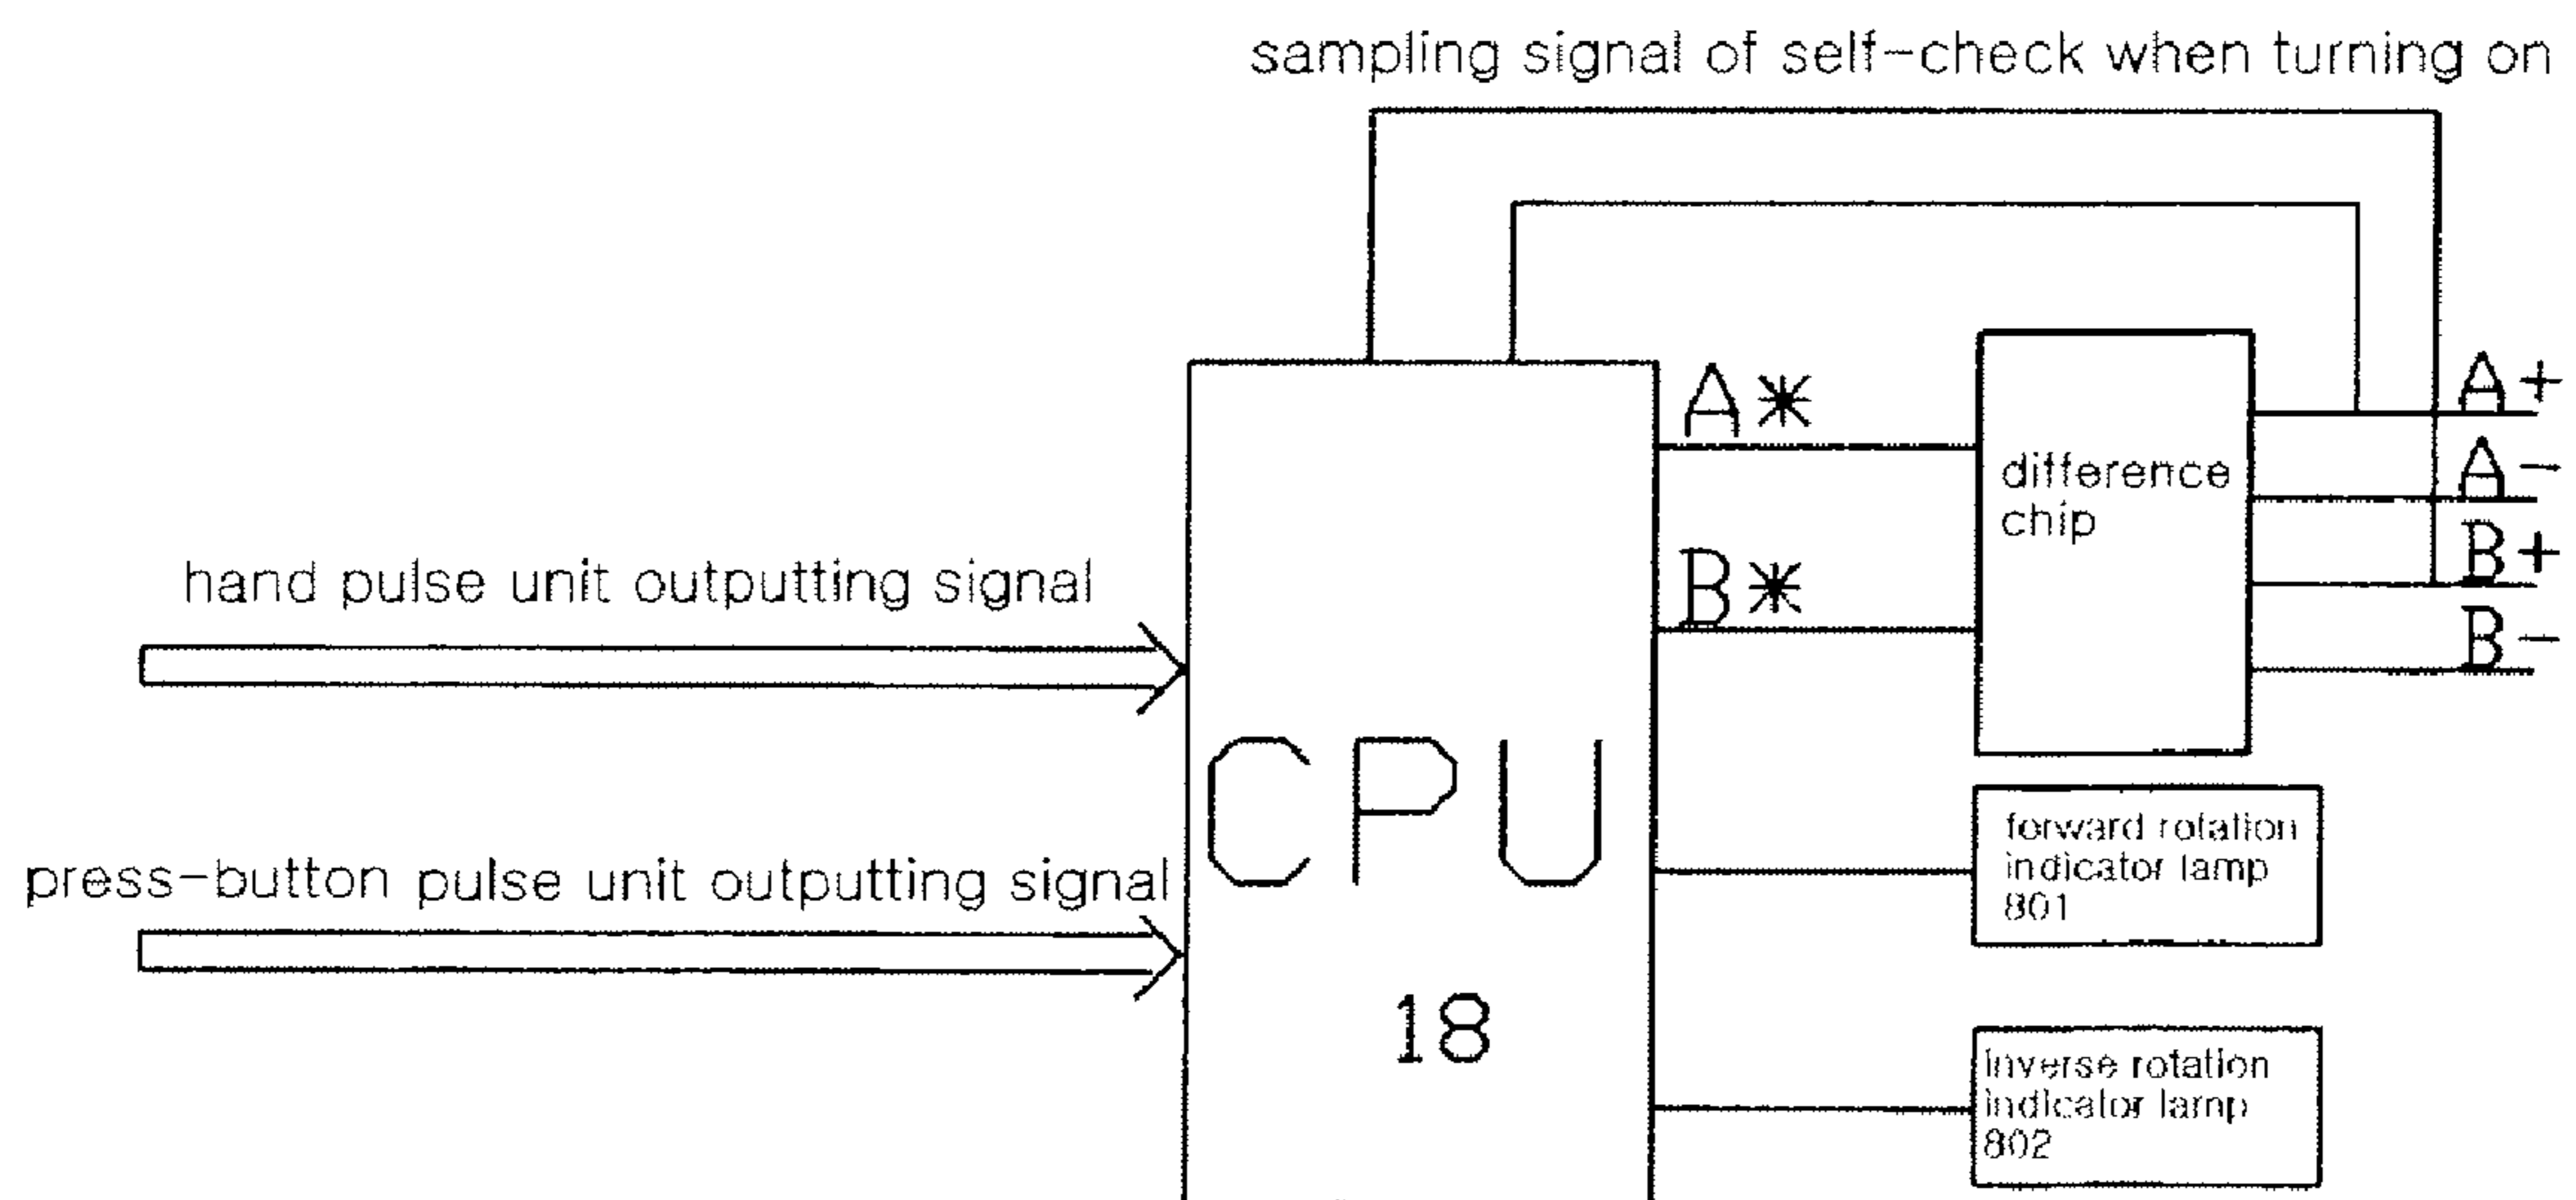 sampling signal of self-check when turning on
A*
A+
difference
chip
A-
B*
B+
B-
hand pulse unit outputting signal
CPU
18
press-button pulse unit outputting signal
forward rotation
indicator lamp
801
inverse rotation
indicator lamp
802